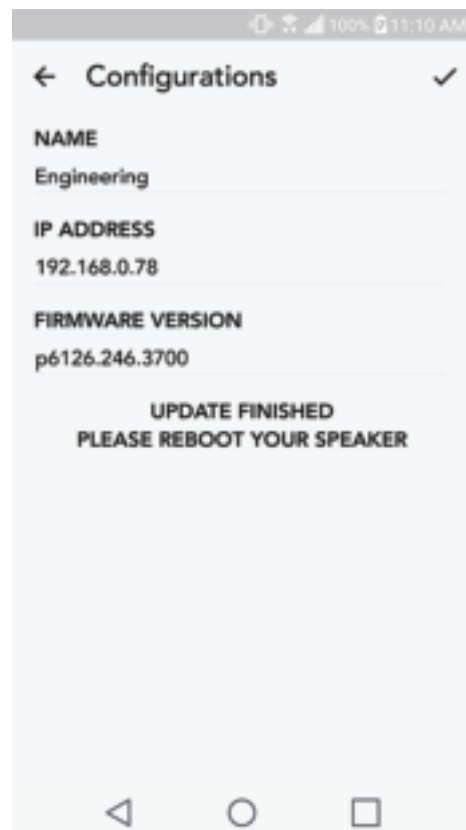 100% 11:10 AM
Configurations
NAME
Engineering
IP ADDRESS
192.168.0.78
FIRMWARE VERSION
p6126.246.3700
UPDATE FINISHED
PLEASE REBOOT YOUR SPEAKER